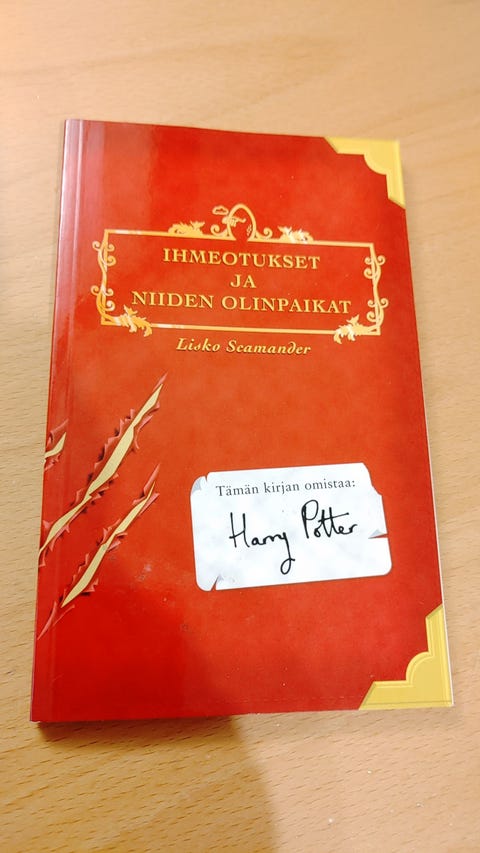 IHMEOTUKSET
JA
NIIDEN OLINPAIKAT
Lisko Scamander
Tämän kirjan omistaa:
Harry Potter